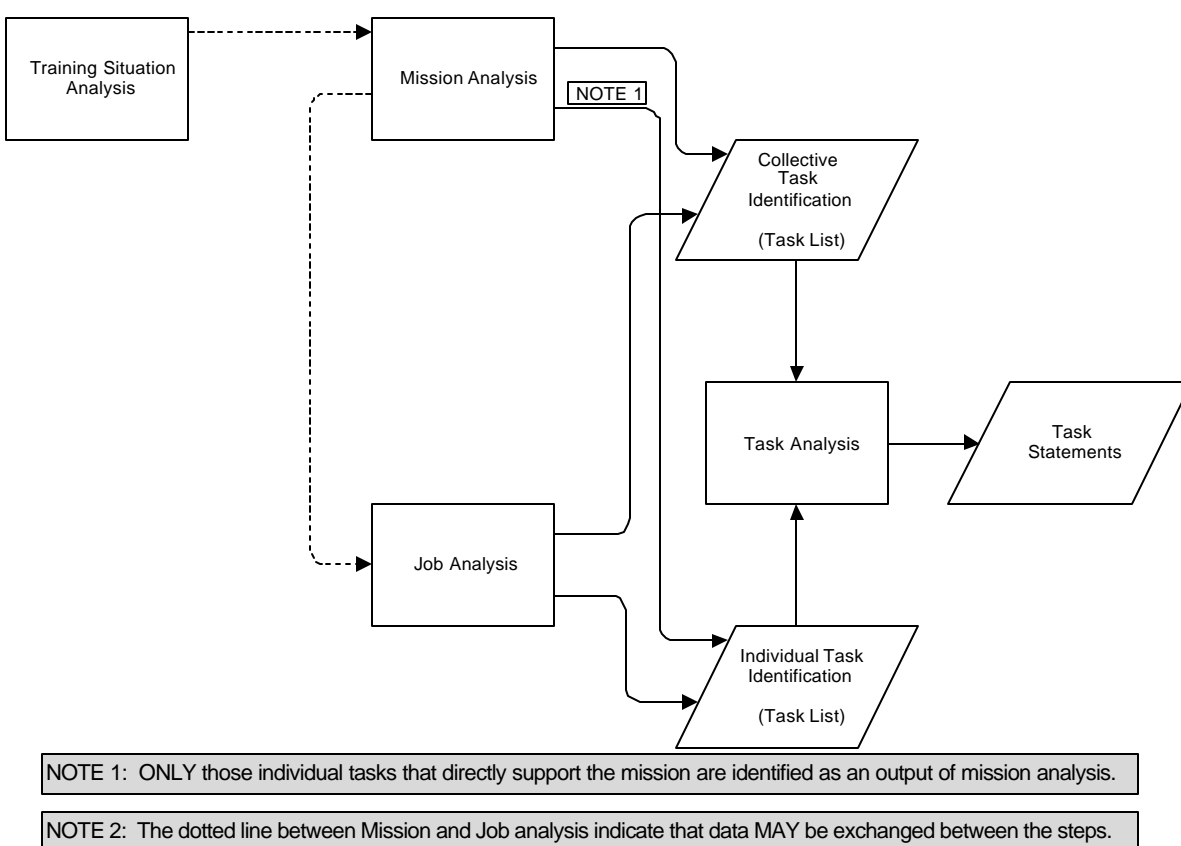 Training Situation
Analysis
Mission Analysis
NOTE 1
Collective
Task
Identification
(Task List)
Task Analysis
Task
Statements
Job Analysis
Individual Task
Identification
(Task List)
NOTE 1: ONLY those individual tasks that directly support the mission are identified as an output of mission analysis.
NOTE 2: The dotted line between Mission and Job analysis indicate that data MAY be exchanged between the steps.